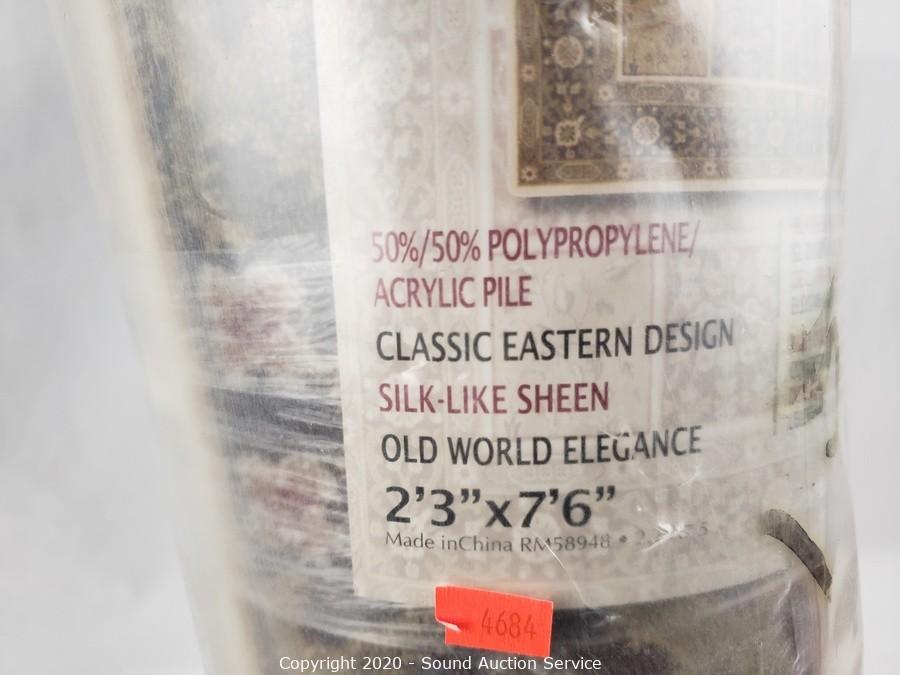 50%/50% POLYPROPYLENE/
ACRYLIC PILE
CLASSIC EASTERN DESIGN
SILK-LIKE SHEEN
OLD WORLD ELEGANCE
2'3”x7'6”
Made inChina RM58948 •
4684
Copyright 2020 - Sound Auction Service